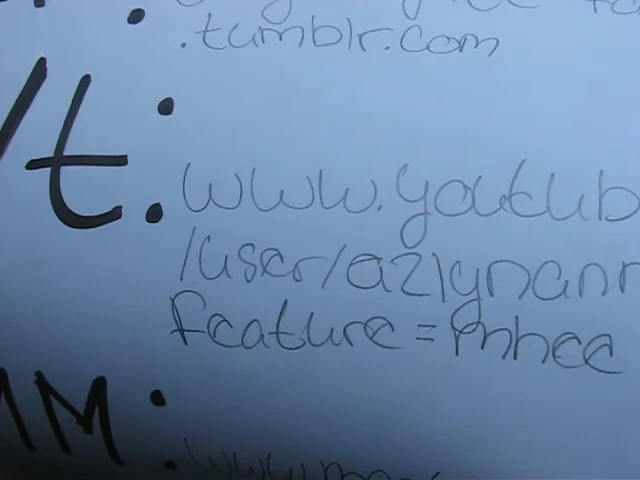 .tumblr.com
/t: www.youtub
/user/azlynann
feature=mhee
M: